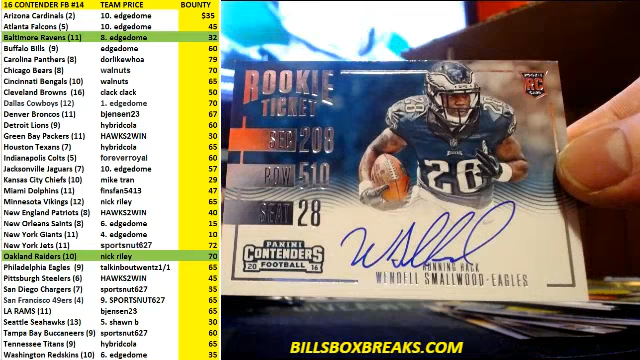 16 CONTENDER FB #14 TEAM PRICE BOUNTY
Arizona Cardinals (2) 10. edgedome $35
Atlanta Falcons (5) 10. edgedome 45
Baltimore Ravens (11) 8. edgedome 32
Buffalo Bills (9) edgedome 60
Carolina Panthers (8) dorlikewhoa 79
Chicago Bears (8) walnuts 70
Cincinnati Bengals (10) walnuts 65
Cleveland Browns (16) clack clack 50
Dallas Cowboys (12) 1. edgedome 70
Denver Broncos (11) bjensen23 67
Detroit Lions (9) hybridcola 60
Green Bay Packers (11) HAWKS2WIN 30
Houston Texas (7) hybridcola 65
Indianapolis Colts (5) foreverroyal 60
Jacksonville Jaguars (7) 10. edgedome 57
Kansas City Chiefs (10) mike tran 29
Miami Dolphins (11) finsfan5413 47
Minnesota Vikings (12) nick riley 65
New England Patriots (8) HAWKS2WIN 40
New Orleans Saints (8) 6. edgedome 15
New York Giants (11) 4. edgedome 10
New York Jets (11) sportsnut627 72
Oakland Raiders (10) nick riley 70
Philadelphia Eagles (9) talkinboutwentz1/1 65
Pittsburgh Steelers (6) HAWKS2WIN 45
San Diego Chargers (7) sportsnut627 35
San Francisco 49ers (4) 9. SPORTSNUT627 65
LA RAMS (11) bjensen23 65
Seattle Seahawks (13) 5. shawn b 30
Tampa Bay Buccaneers (9) sportsnut627 60
Tennessee Titans (9) hybridcola 65
Washington Redskins (10) 6. edgedome 35
ROOKIE
TICKET
RC
SEC 208
ROW 510
SEAT 28
28
PANINI
CONTENDERS
FOOTBALL
20 16
RUNNING BACK
WENDELL SMALLWOOD-EAGLES
BILLSBOXBREAKS.COM